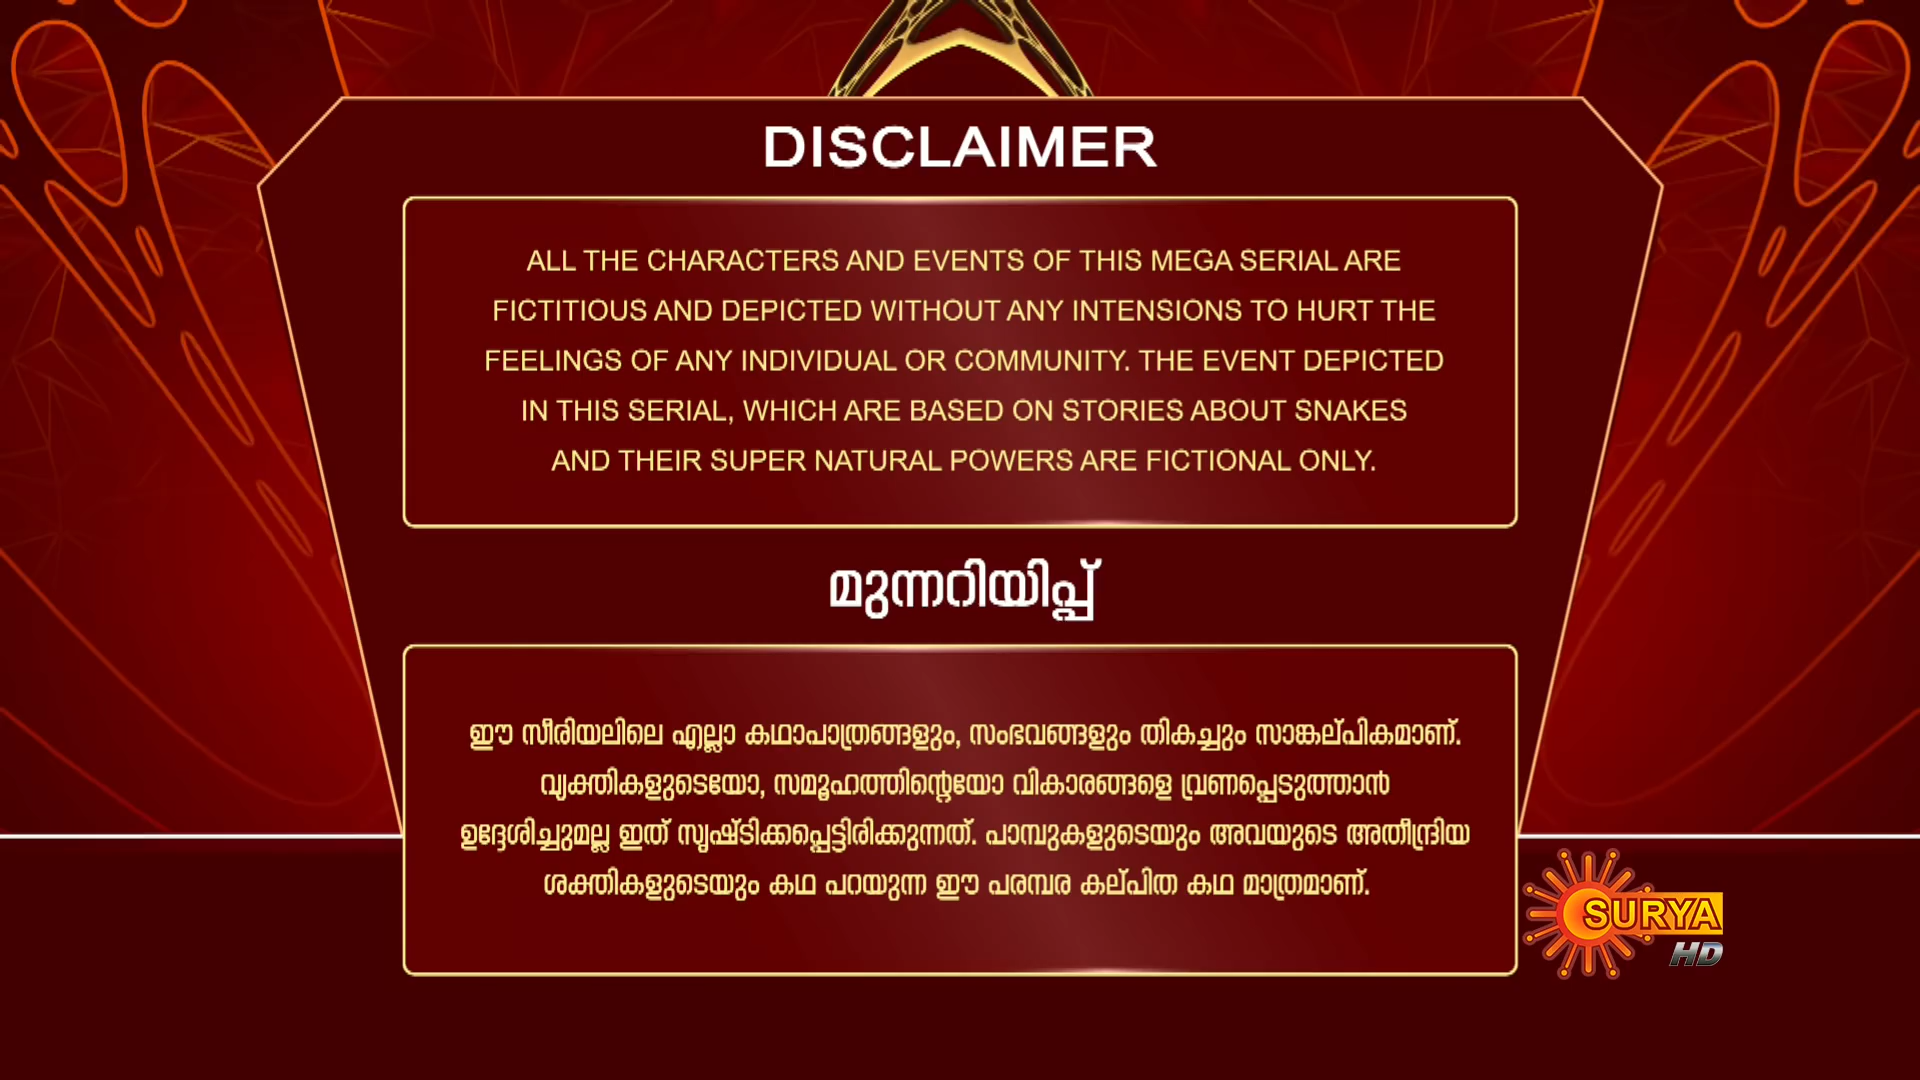 DISCLAIMER
ALL THE CHARACTERS AND EVENTS OF THIS MEGA SERIAL ARE
FICTITIOUS AND DEPICTED WITHOUT ANY INTENSIONS TO HURT THE
FEELINGS OF ANY INDIVIDUAL OR COMMUNITY. THE EVENT DEPICTED
IN THIS SERIAL, WHICH ARE BASED ON STORIES ABOUT SNAKES
AND THEIR SUPER NATURAL POWERS ARE FICTIONAL ONLY.
മുന്നറിയിപ്പ്
ഈ സീരിയലിലെ എല്ലാ കഥാപാത്രങ്ങളും, സംഭവങ്ങളും തികച്ചും സാങ്കല്പികമാണ്.
വ്യക്തികളുടെയോ, സമൂഹത്തിന്റെയോ വികാരങ്ങളെ വ്രണപ്പെടുത്താൻ
ഉദ്ദേശിച്ചുമല്ല ഇത് സൃഷ്ടിക്കപ്പെട്ടിരിക്കുന്നത്. പാമ്പുകളുടെയും അവയുടെ അതീന്ദ്രിയ
ശക്തികളുടെയും കഥ പറയുന്ന ഈ പരമ്പര കല്പിത കഥ മാത്രമാണ്.
SURYA
HD